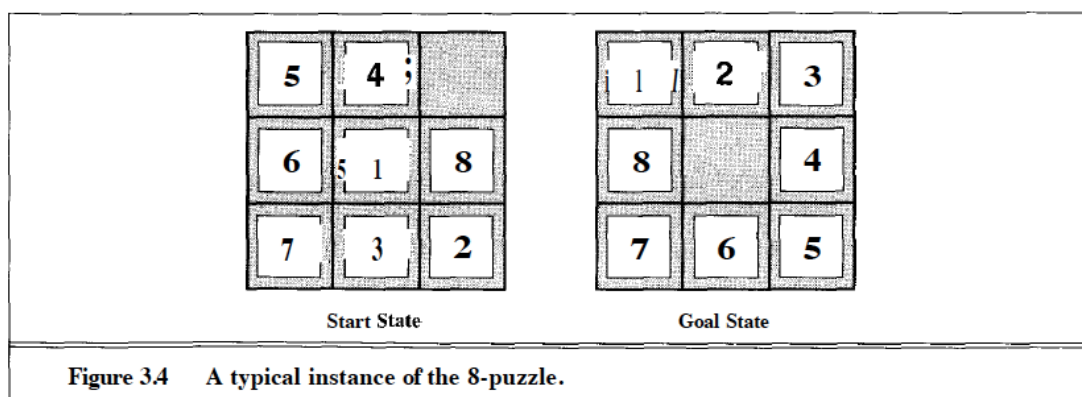 5 4 1 2 3
6 1 8 8 4
7 3 2 7 6 5
Start State Goal State
Figure 3.4 A typical instance of the 8-puzzle.